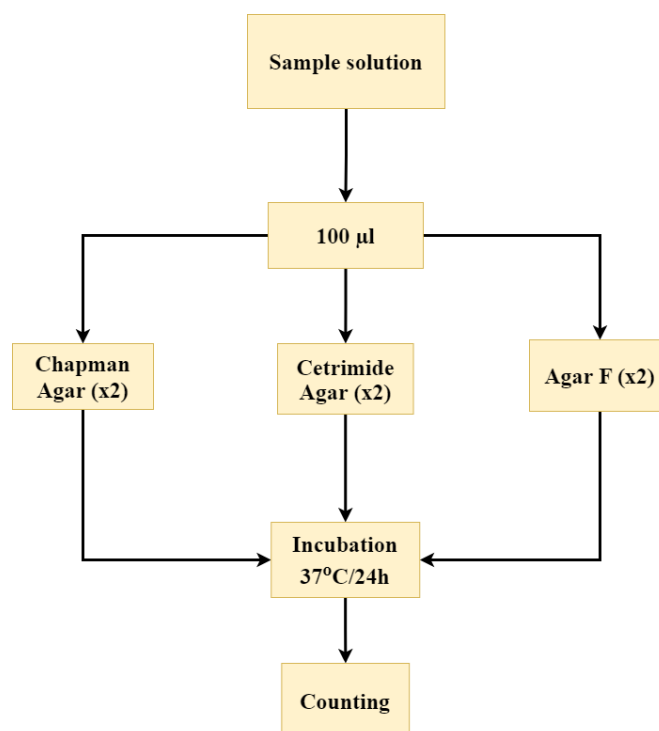 Sample solution
100 µl
Chapman
Agar (x2)
Cetrimide
Agar (x2)
Agar F (x2)
Incubation
37°C/24h
Counting